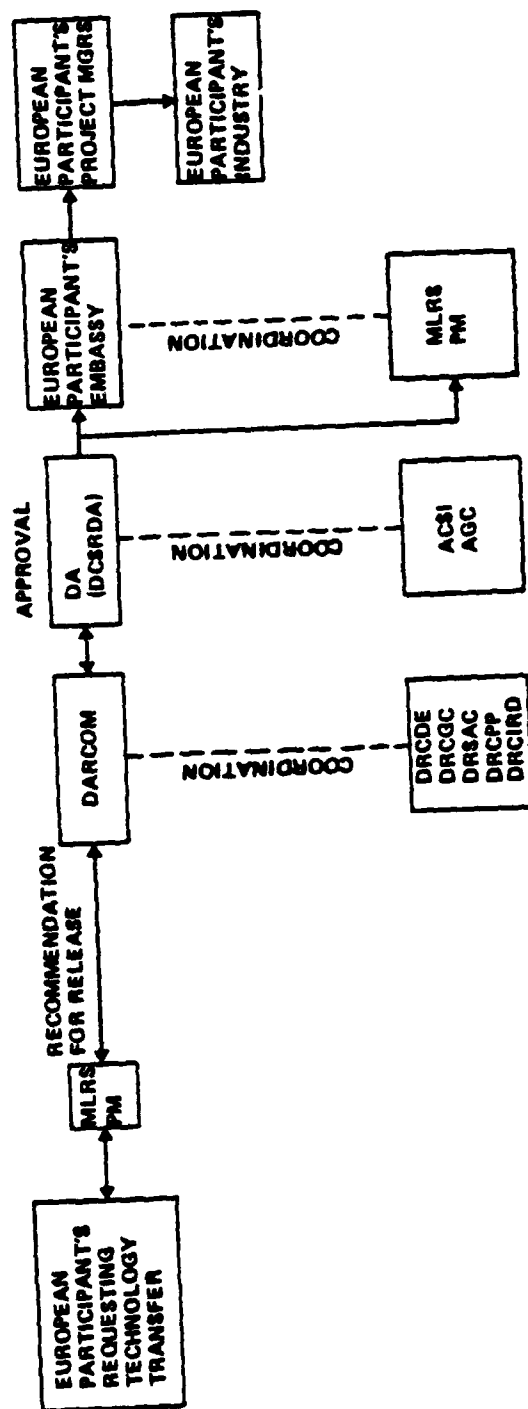 EUROPEAN
PARTICIPANT'S
REQUESTING
TECHNOLOGY
TRANSFER
MLRS
PM
RECOMMENDATION
FOR RELEASE
DARCOM
COORDINATION
DRCDE
DRCGC
DRSAC
DRCPP
DRCIRD
APPROVAL
DA
(DCSRDA)
COORDINATION
ACSI
AGC
EUROPEAN
PARTICIPANT'S
EMBASSY
COORDINATION
MLRS
PM
EUROPEAN
PARTICIPANT'S
PROJECT MGRS
EUROPEAN
PARTICIPANT'S
INDUSTRY